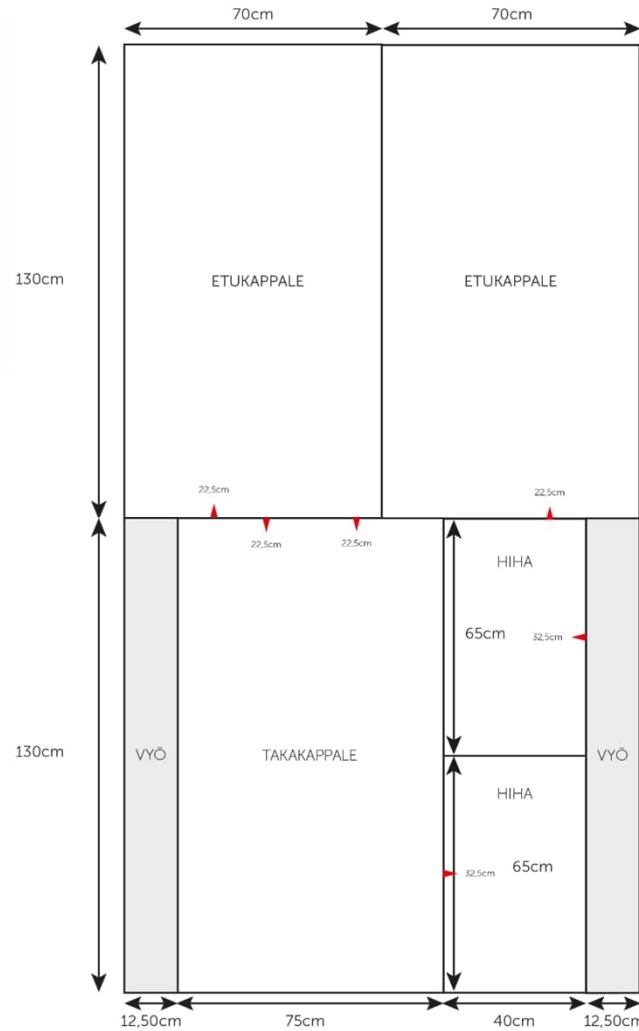 70cm 70cm
130cm
ETUKAPPALE ETUKAPPALE
22,5cm 22,5cm
22,5cm 22,5cm
HIHA
65cm 32,5cm
130cm
VYÖ TAKAKAPPALE VYÖ
HIHA
32,5cm 65cm
12,50cm 75cm 40cm 12,50cm